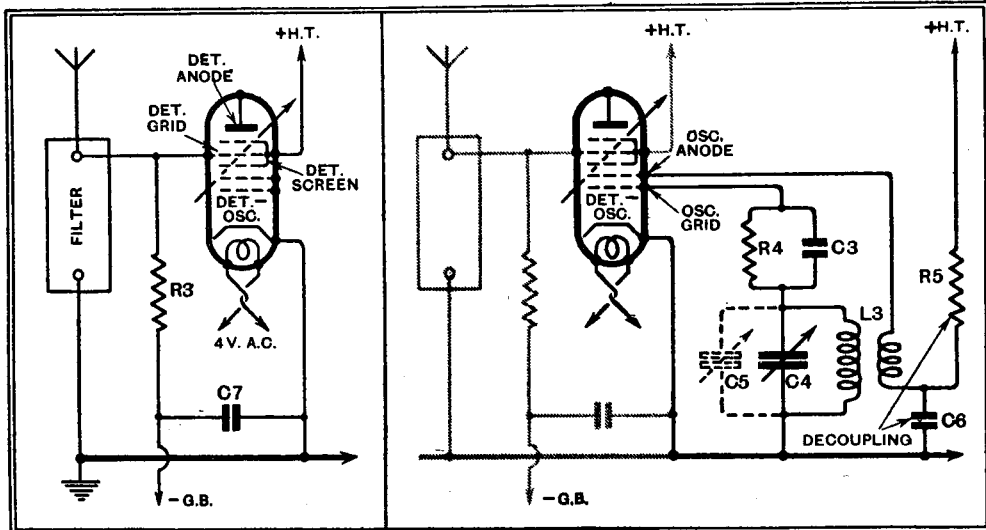 +H.T.
DET.
ANODE
DET.
GRID
DET.
SCREEN
DET.-
OSC.
FILTER
R3
4 V. A.C.
C7
-G.B.
+H.T.
+H.T.
OSC.
ANODE
DET.-
OSC.
OSC.
GRID
R4
C3
R5
L3
C5
C4
C6
DECOUPLING
-G.B.